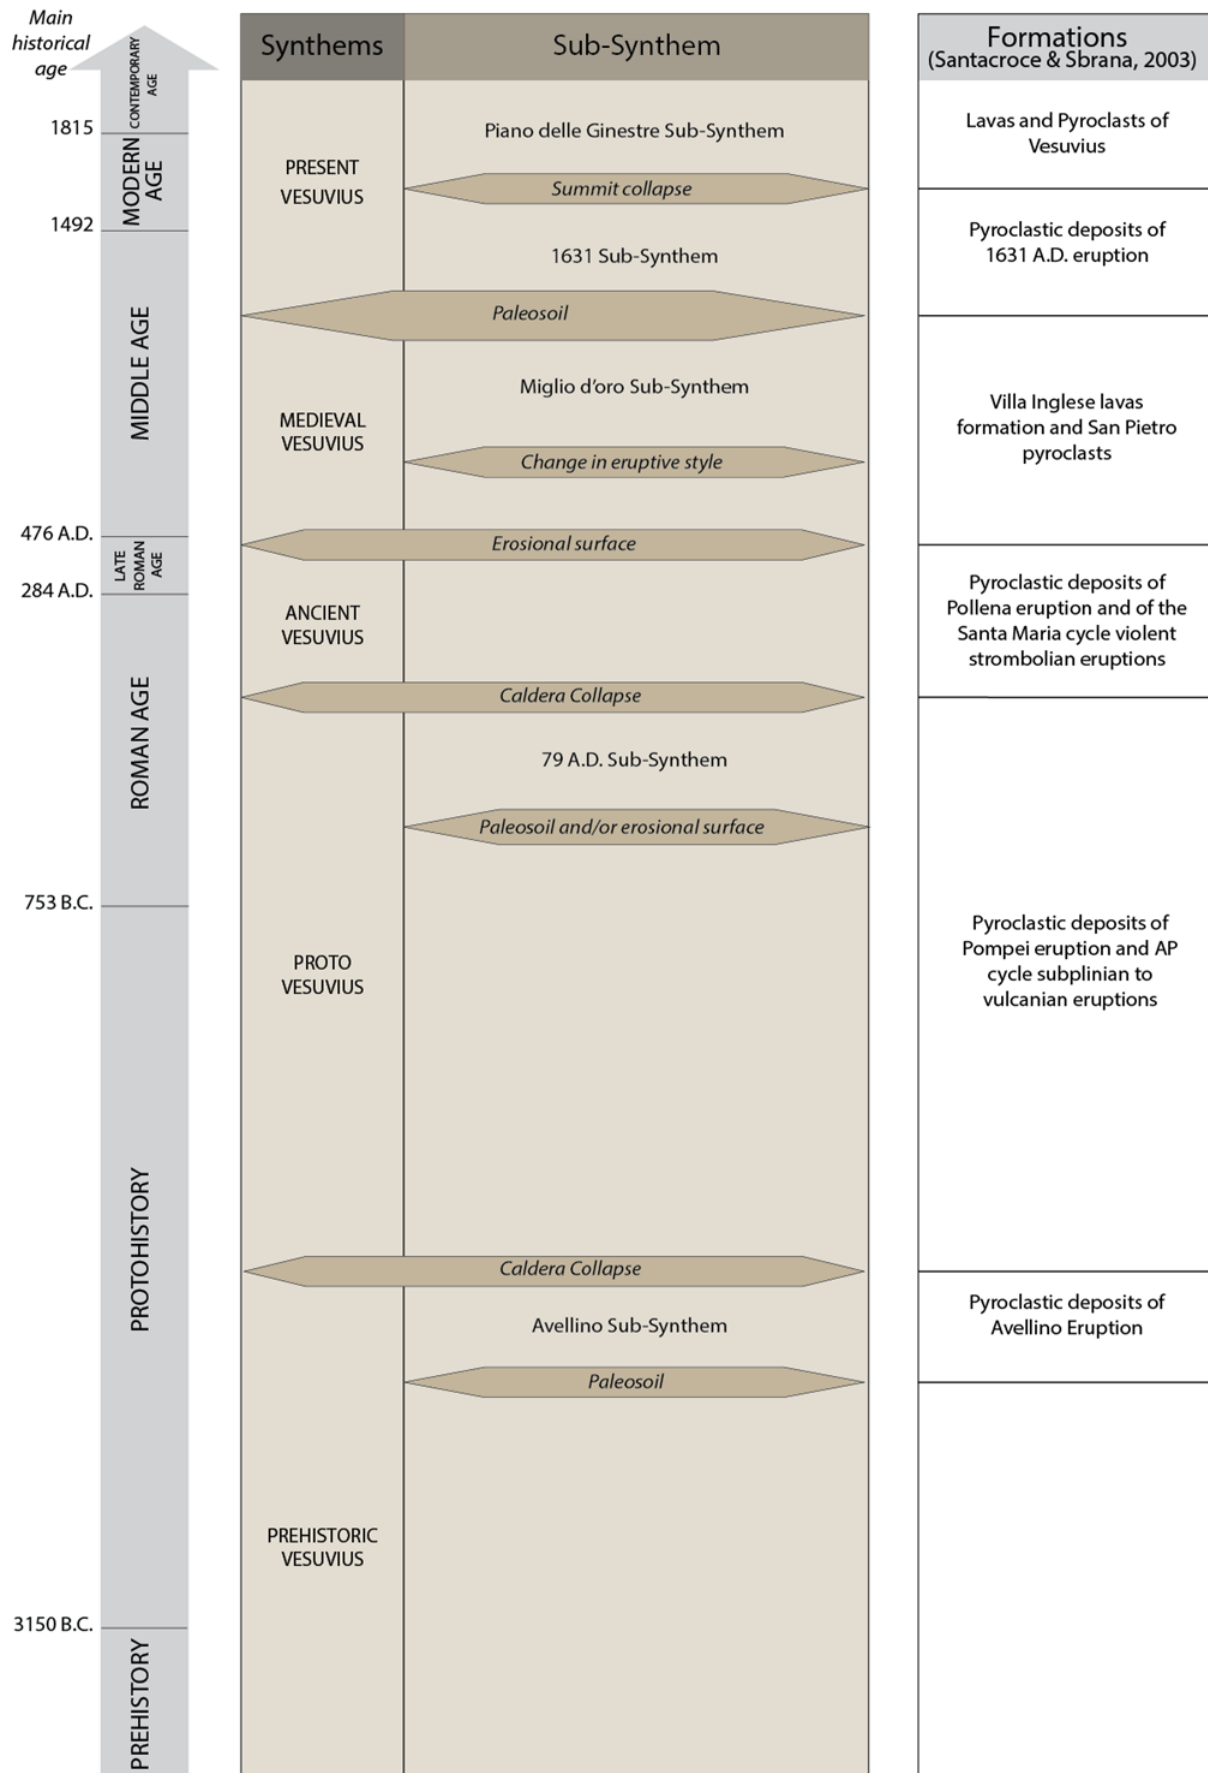 Main
historical
age
CONTEMPORARY
AGE
1815
MODERN
AGE
1492
MIDDLE AGE
476 A.D.
LATE
ROMAN
AGE
284 A.D.
ROMAN AGE
753 B.C.
PROTOHISTORY
3150 B.C.
PREHISTORY
Synthems
Sub-Synthem
PRESENT
VESUVIUS
Piano delle Ginestre Sub-Synthem
Summit collapse
1631 Sub-Synthem
Paleosoil
MEDIEVAL
VESUVIUS
Miglio d'oro Sub-Synthem
Change in eruptive style
Erosional surface
ANCIENT
VESUVIUS
Caldera Collapse
79 A.D. Sub-Synthem
Paleosoil and/or erosional surface
PROTO
VESUVIUS
Caldera Collapse
Avellino Sub-Synthem
Paleosoil
PREHISTORIC
VESUVIUS
Formations
(Santacroce & Sbrana, 2003)
Lavas and Pyroclasts of
Vesuvius
Pyroclastic deposits of
1631 A.D. eruption
Villa Inglese lavas
formation and San Pietro
pyroclasts
Pyroclastic deposits of
Pollena eruption and of the
Santa Maria cycle violent
strombolian eruptions
Pyroclastic deposits of
Pompei eruption and AP
cycle subplinian to
vulcanian eruptions
Pyroclastic deposits of
Avellino Eruption